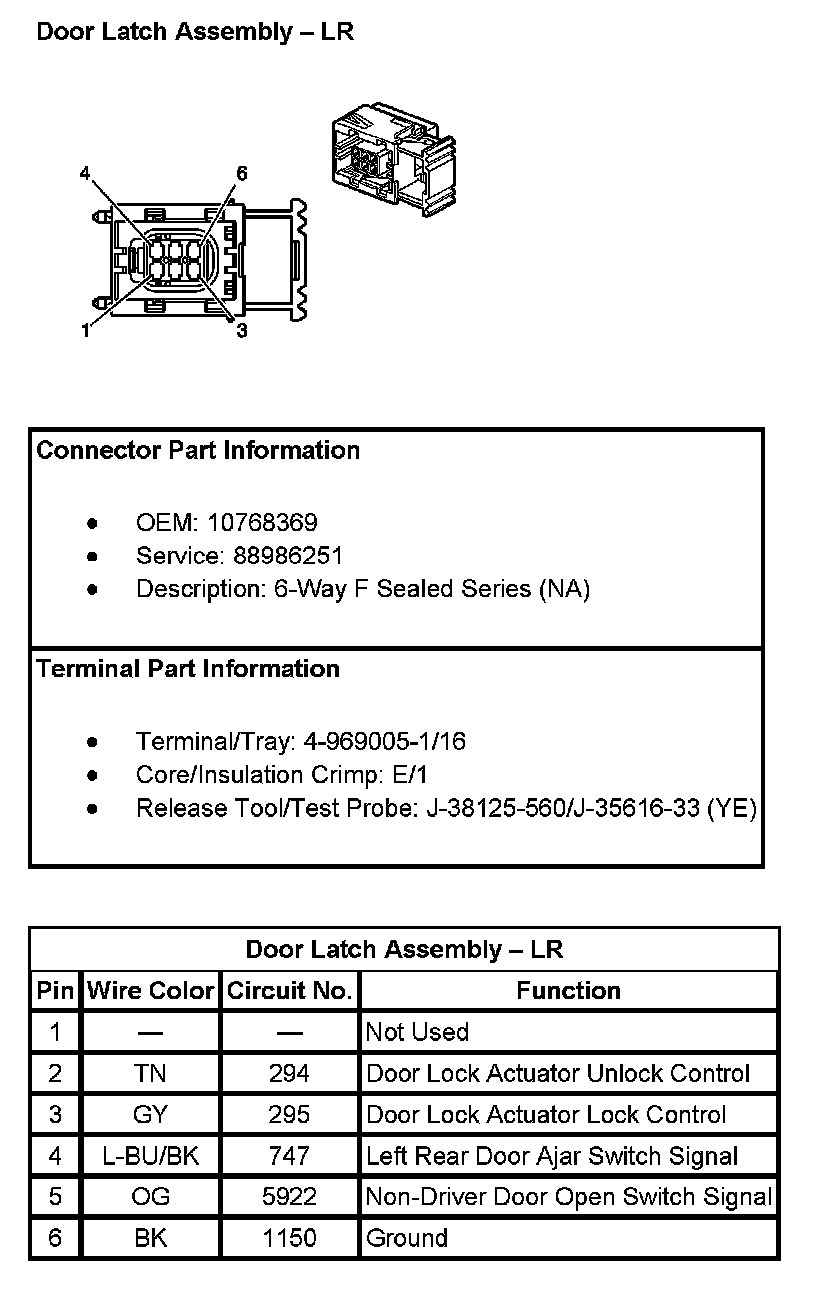 Door Latch Assembly – LR
4 6
1 3
Connector Part Information
● OEM: 10768369
● Service: 88986251
● Description: 6-Way F Sealed Series (NA)
Terminal Part Information
● Terminal/Tray: 4-969005-1/16
● Core/Insulation Crimp: E/1
● Release Tool/Test Probe: J-38125-560/J-35616-33 (YE)
Door Latch Assembly – LR
Pin Wire Color Circuit No. Function
1 — — Not Used
2 TN 294 Door Lock Actuator Unlock Control
3 GY 295 Door Lock Actuator Lock Control
4 L-BU/BK 747 Left Rear Door Ajar Switch Signal
5 OG 5922 Non-Driver Door Open Switch Signal
6 BK 1150 Ground